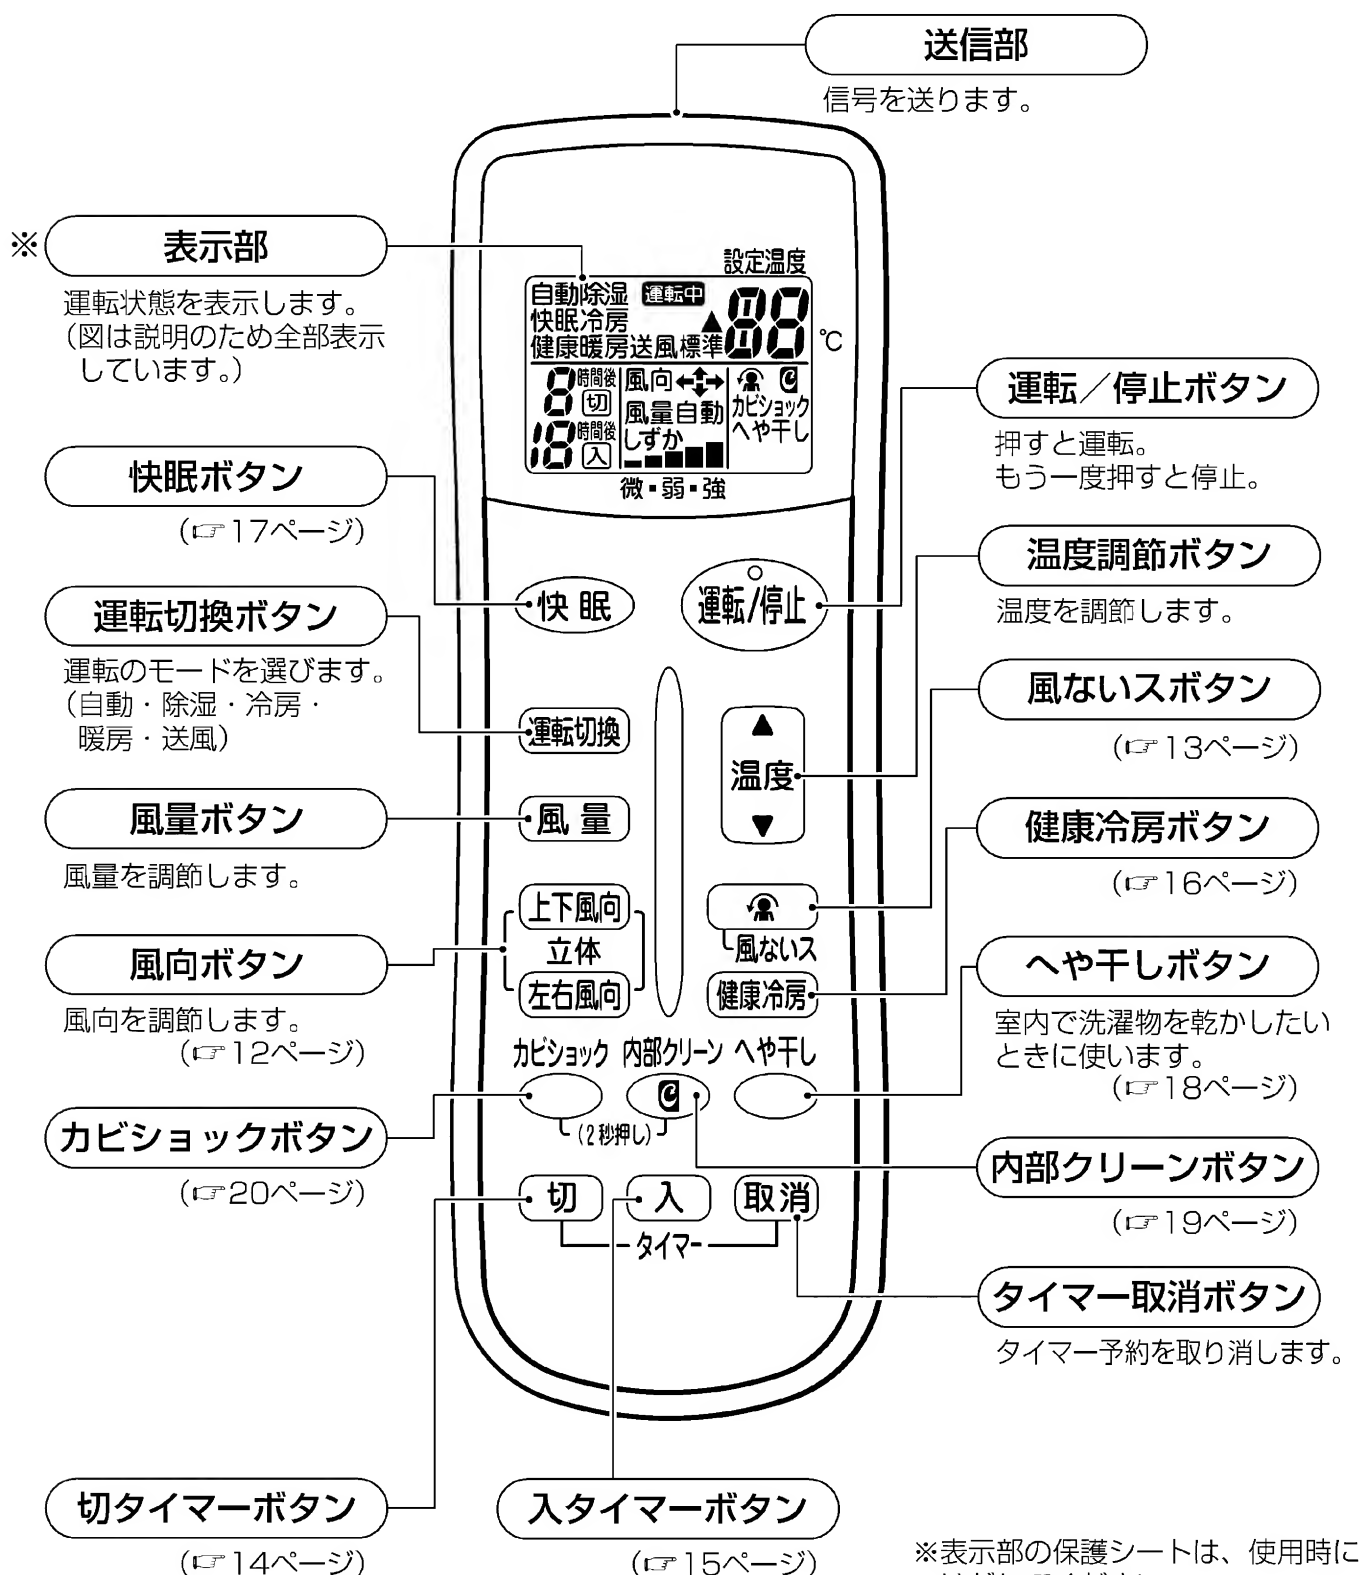 送信部
信号を送ります。
※
表示部
運転状態を表示します。
（図は説明のため全部表示
しています。）
快眠ボタン
（☞17ページ）
運転切換ボタン
運転のモードを選びます。
（自動・除湿・冷房・
暖房・送風）
風量ボタン
風量を調節します。
風向ボタン
風向を調節します。
（☞12ページ）
カビショックボタン
（☞20ページ）
切タイマーボタン
（☞14ページ）
設定温度
自動除湿 運転中 88
快眠冷房 ▲
健康暖房送風標準 ℃
8 時間後 切
18 時間後 入
風向
風量自動
しずか
カビショック
へや干し
微▪弱▪強
快眠
運転/停止
運転切換
▲
温度
▼
風量
上下風向
立体
左右風向
風ないス
健康冷房
カビショック 内部クリーン へや干し
(2秒押し)
切 入 取消
タイマー
運転／停止ボタン
押すと運転。
もう一度押すと停止。
温度調節ボタン
温度を調節します。
風ないスボタン
（☞13ページ）
健康冷房ボタン
（☞16ページ）
へや干しボタン
室内で洗濯物を乾かしたい
ときに使います。
（☞18ページ）
内部クリーンボタン
（☞19ページ）
タイマー取消ボタン
タイマー予約を取り消します。
入タイマーボタン
（☞15ページ）
※表示部の保護シートは、使用時に